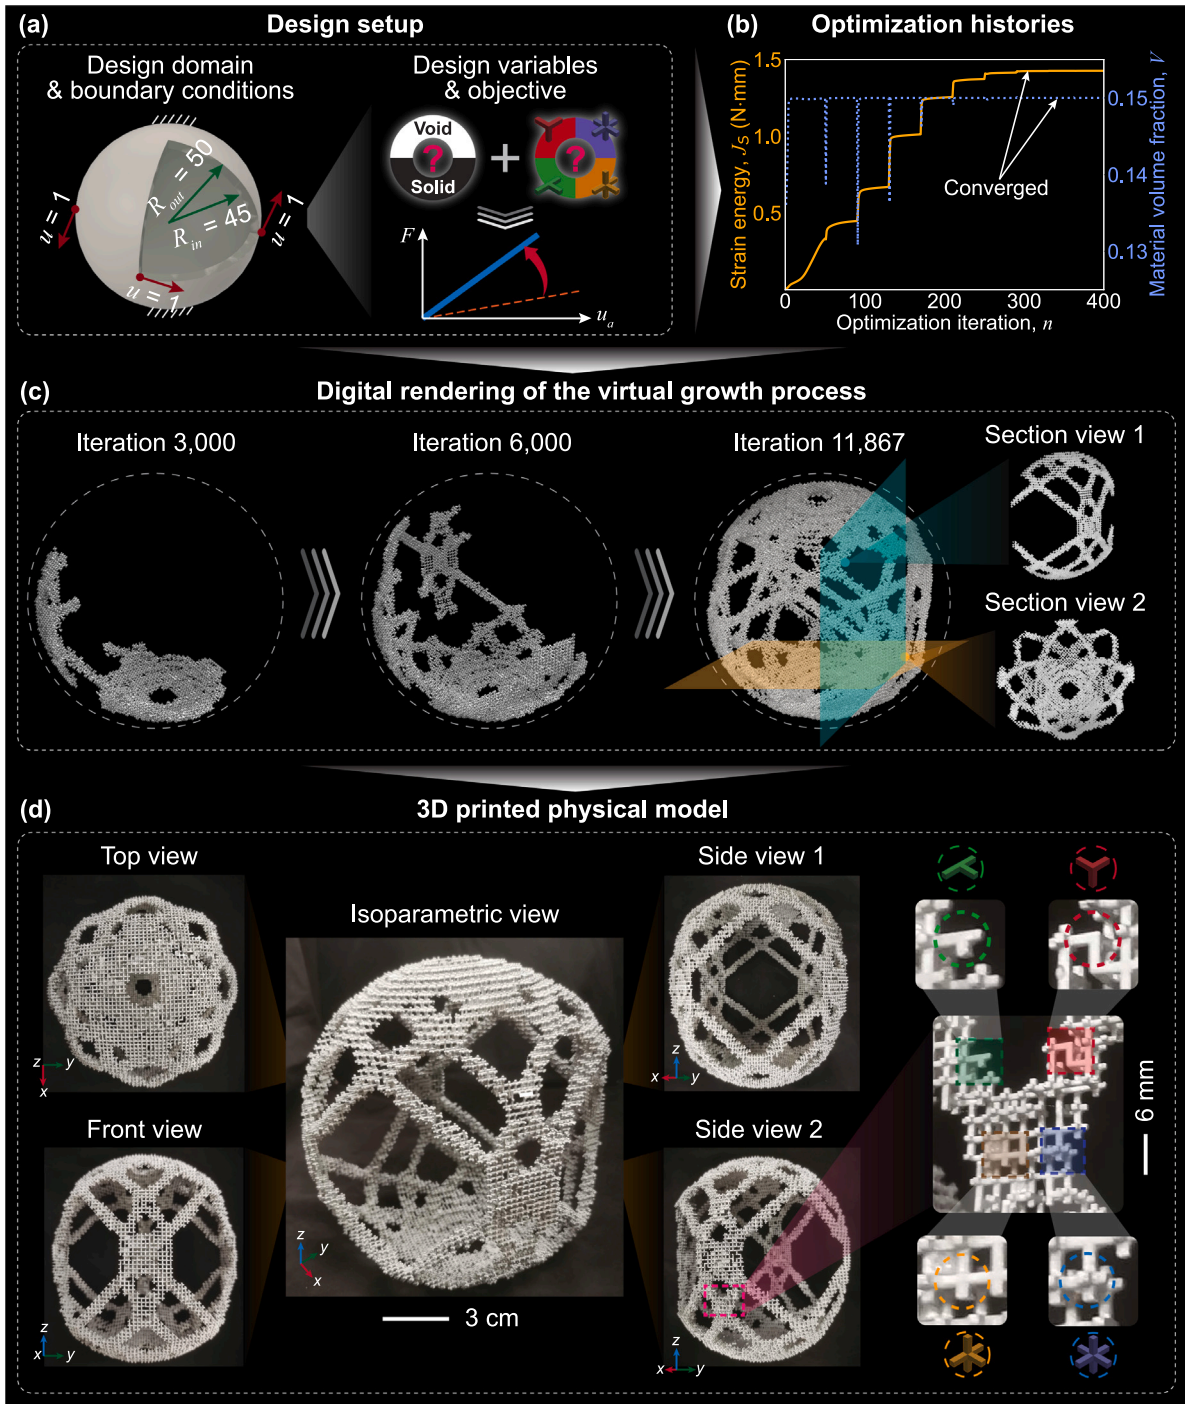 (a) Design setup
Design domain
& boundary conditions
R_out = 50
R_in = 45
u = 1
u = 1
u = 1
Design variables
& objective
Void
?
Solid
+
?
F
u_a
(b) Optimization histories
Strain energy, J_S (N·mm)
1.5
1.0
0.5
0.15
0.14
0.13
Material volume fraction, V
Converged
0 100 200 300 400
Optimization iteration, n
(c) Digital rendering of the virtual growth process
Iteration 3,000
Iteration 6,000
Iteration 11,867
Section view 1
Section view 2
(d) 3D printed physical model
Top view
z y
x
Front view
z
x y
Isoparametric view
z
y
x
3 cm
Side view 1
z
x y
Side view 2
z
x y
6 mm